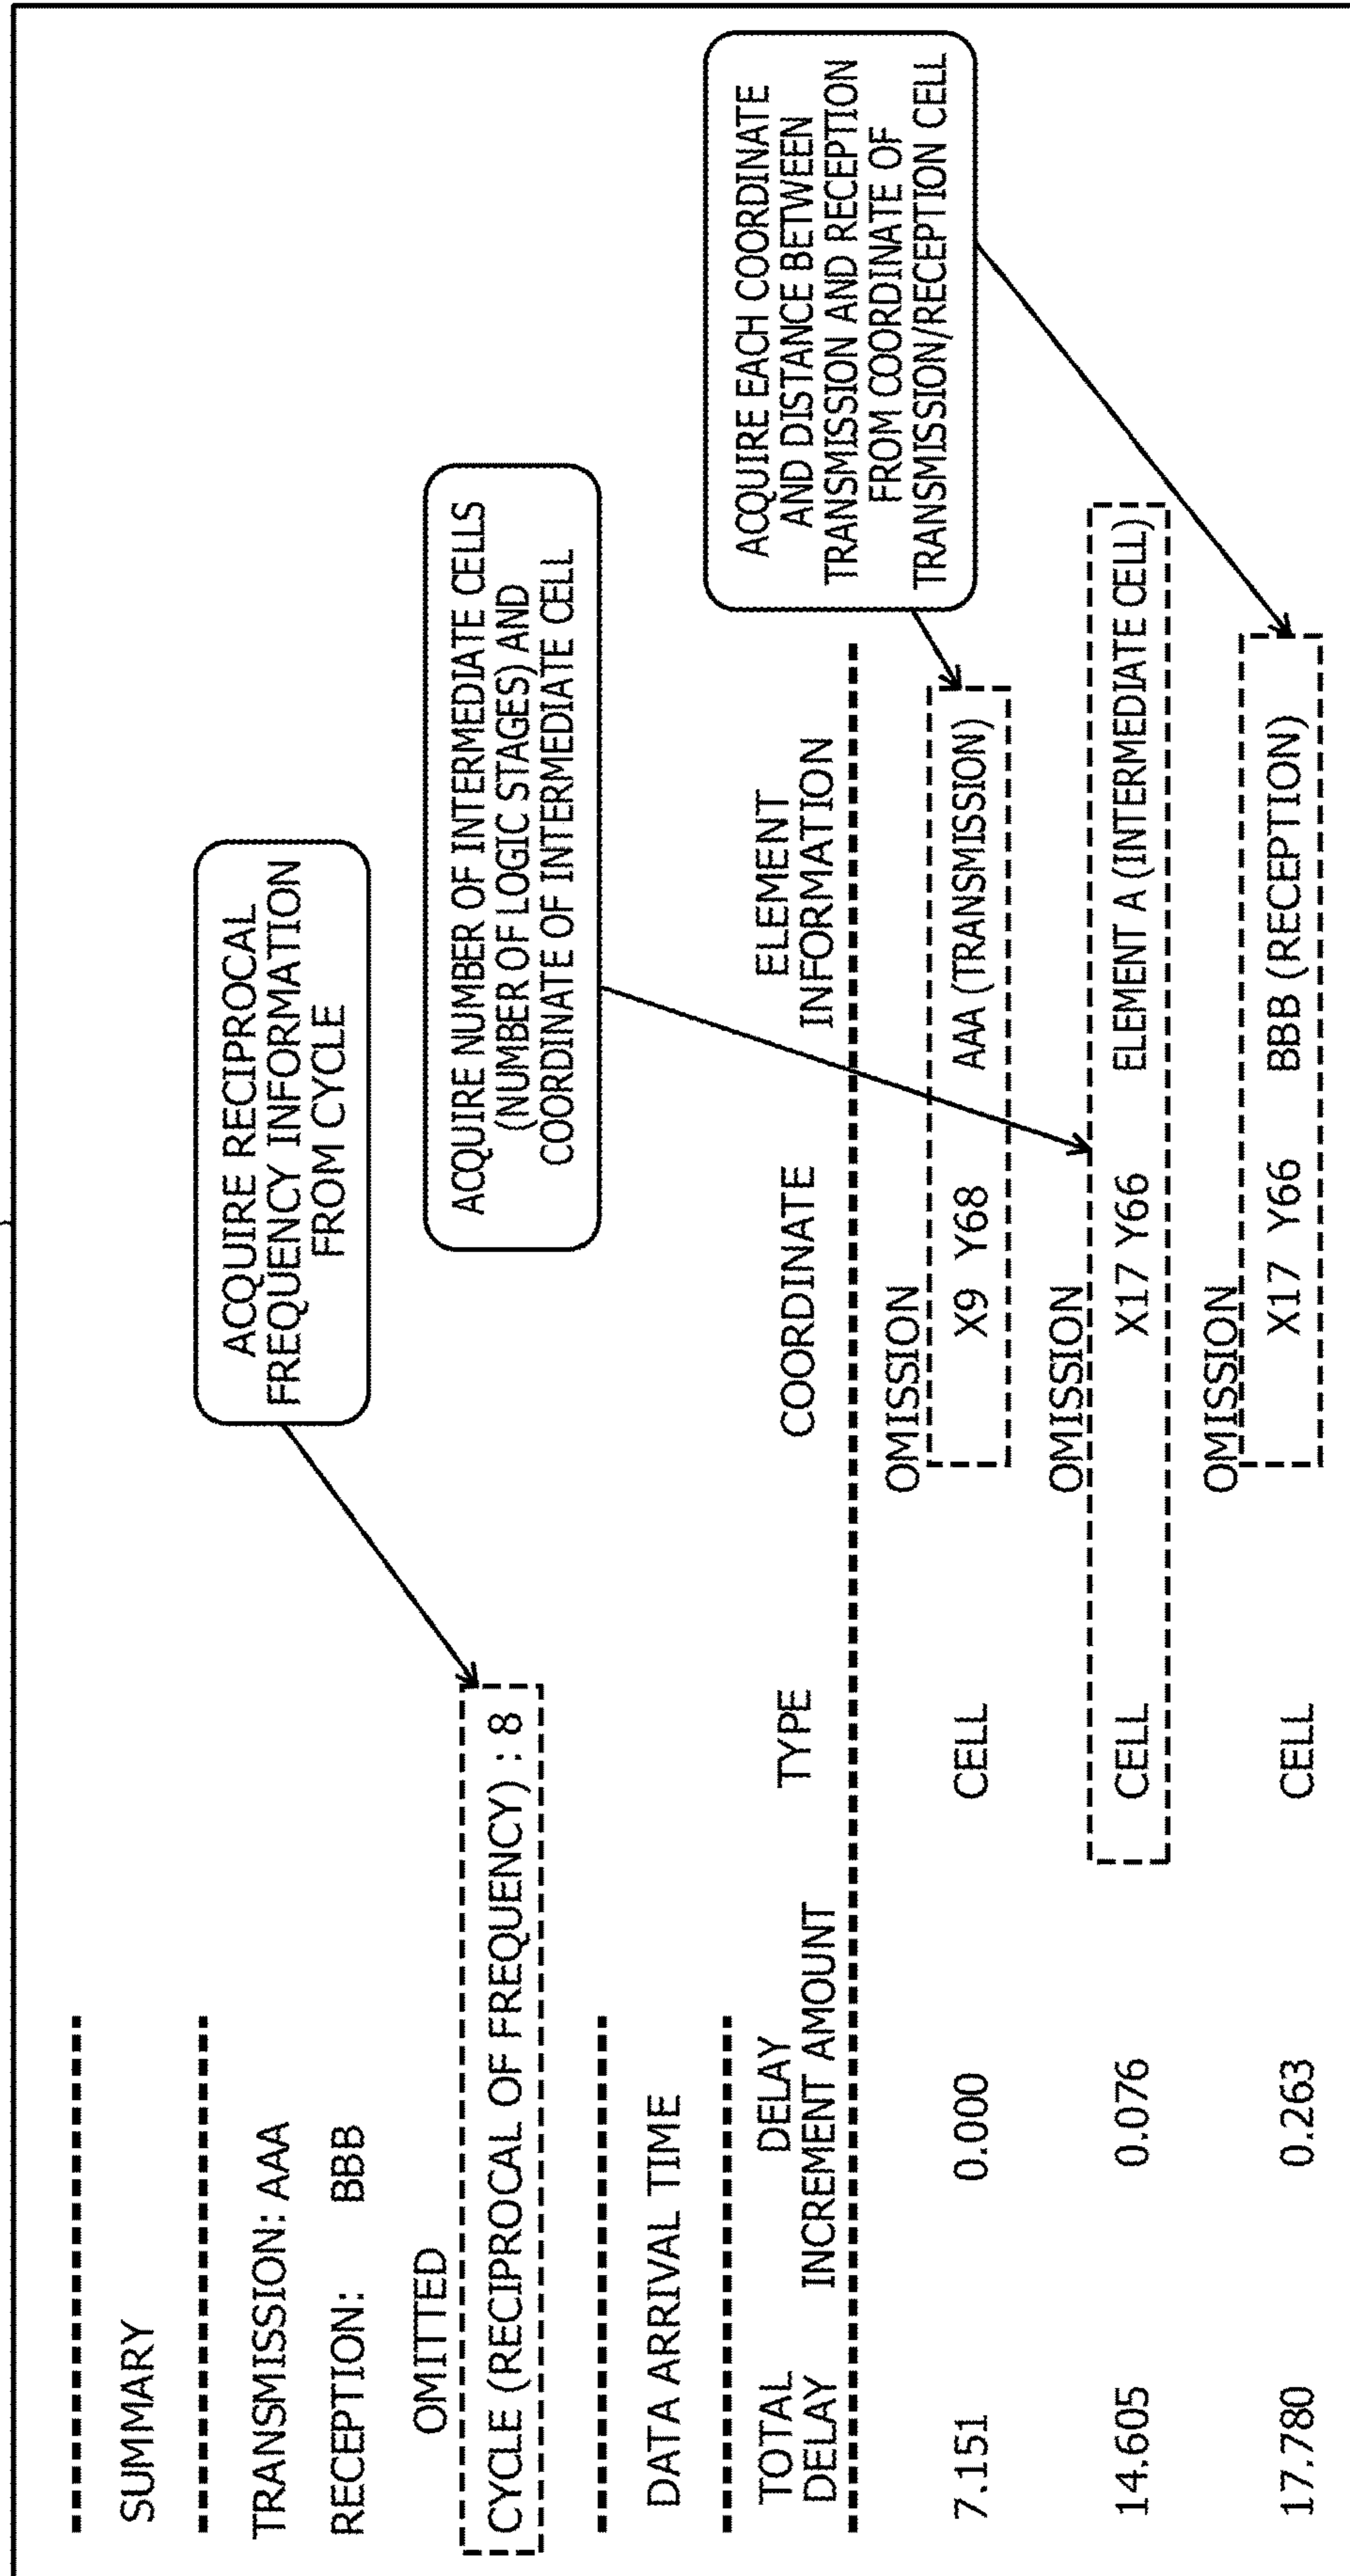 SUMMARY
TRANSMISSION: AAA
RECEPTION: BBB
OMITTED
CYCLE (RECIPROCAL OF FREQUENCY) : 8
ACQUIRE RECIPROCAL
FREQUENCY INFORMATION
FROM CYCLE
ACQUIRE NUMBER OF INTERMEDIATE CELLS
(NUMBER OF LOGIC STAGES) AND
COORDINATE OF INTERMEDIATE CELL
ACQUIRE EACH COORDINATE
AND DISTANCE BETWEEN
TRANSMISSION AND RECEPTION
FROM COORDINATE OF
TRANSMISSION/RECEPTION CELL
DATA ARRIVAL TIME
TOTAL
DELAY
DELAY
INCREMENT AMOUNT
TYPE
COORDINATE
ELEMENT
INFORMATION
OMISSION
7.151 0.000 CELL X9 Y68 AAA (TRANSMISSION)
OMISSION
14.605 0.076 CELL X17 Y66 ELEMENT A (INTERMEDIATE CELL)
OMISSION
17.780 0.263 CELL X17 Y66 BBB (RECEPTION)